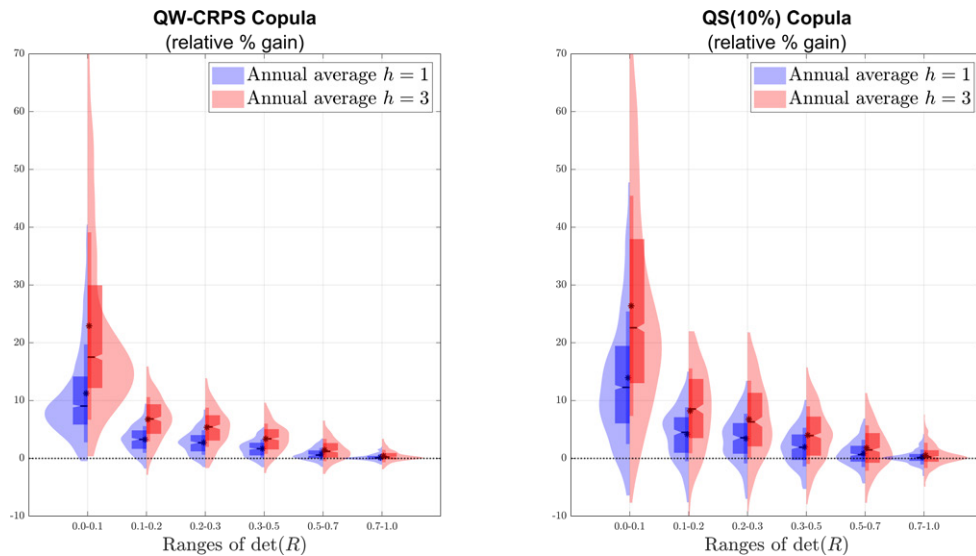 QW-CRPS Copula
(relative % gain)
Annual average h = 1
Annual average h = 3
70
60
50
40
30
20
10
0
-10
0.0-0.1 0.1-0.2 0.2-0.3 0.3-0.5 0.5-0.7 0.7-1.0
Ranges of det(R)
QS(10%) Copula
(relative % gain)
Annual average h = 1
Annual average h = 3
70
60
50
40
30
20
10
0
-10
0.0-0.1 0.1-0.2 0.2-0.3 0.3-0.5 0.5-0.7 0.7-1.0
Ranges of det(R)